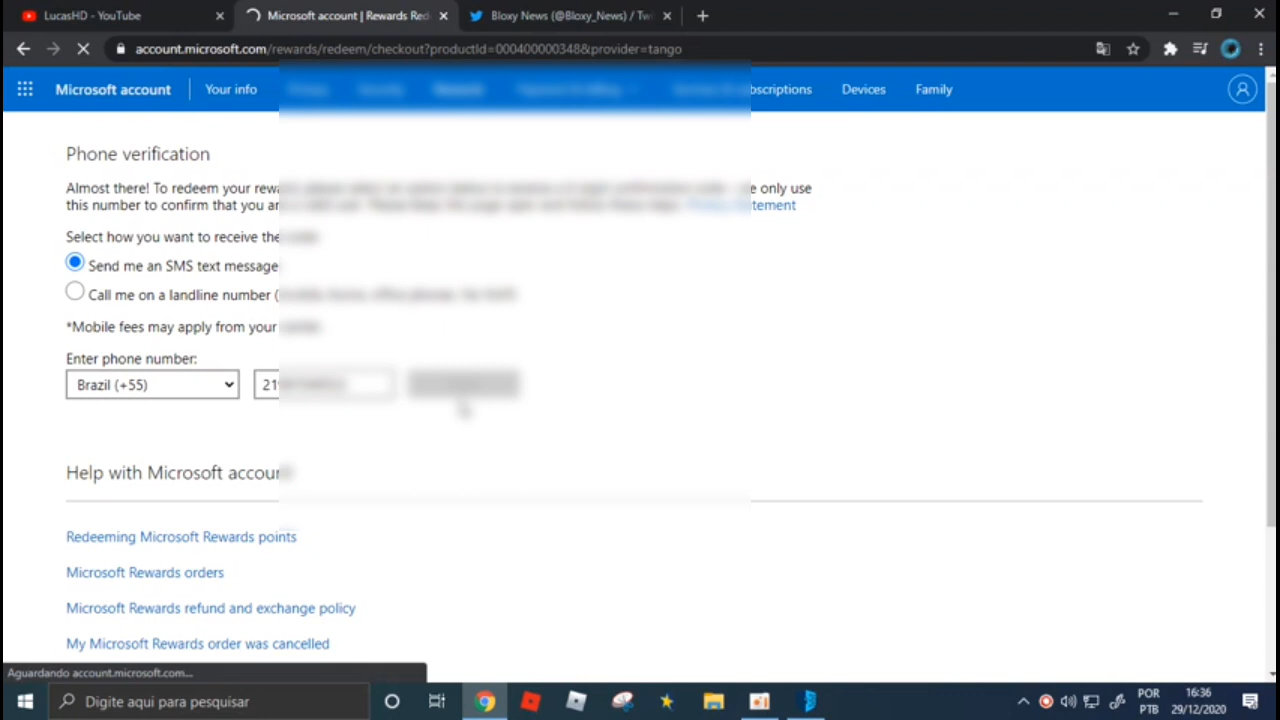 LucasHD - YouTube
Microsoft account | Rewards Red
Bloxy News (@Bloxy_News) / Tw
account.microsoft.com/rewards/redeem/checkout?productId=000400000348&provider=tango
Microsoft account
Your info
Privacy
Security
Rewards
bscriptions
Devices
Family
Phone verification
Almost there! To redeem your rewa e only use
this number to confirm that you ar tement
Select how you want to receive the
Send me an SMS text message
Call me on a landline number (
*Mobile fees may apply from your
Enter phone number:
Brazil (+55)
21
Help with Microsoft accoun
Redeeming Microsoft Rewards points
Microsoft Rewards orders
Microsoft Rewards refund and exchange policy
My Microsoft Rewards order was cancelled
Aguardando account.microsoft.com...
Digite aqui para pesquisar
POR
PTB
16:36
29/12/2020